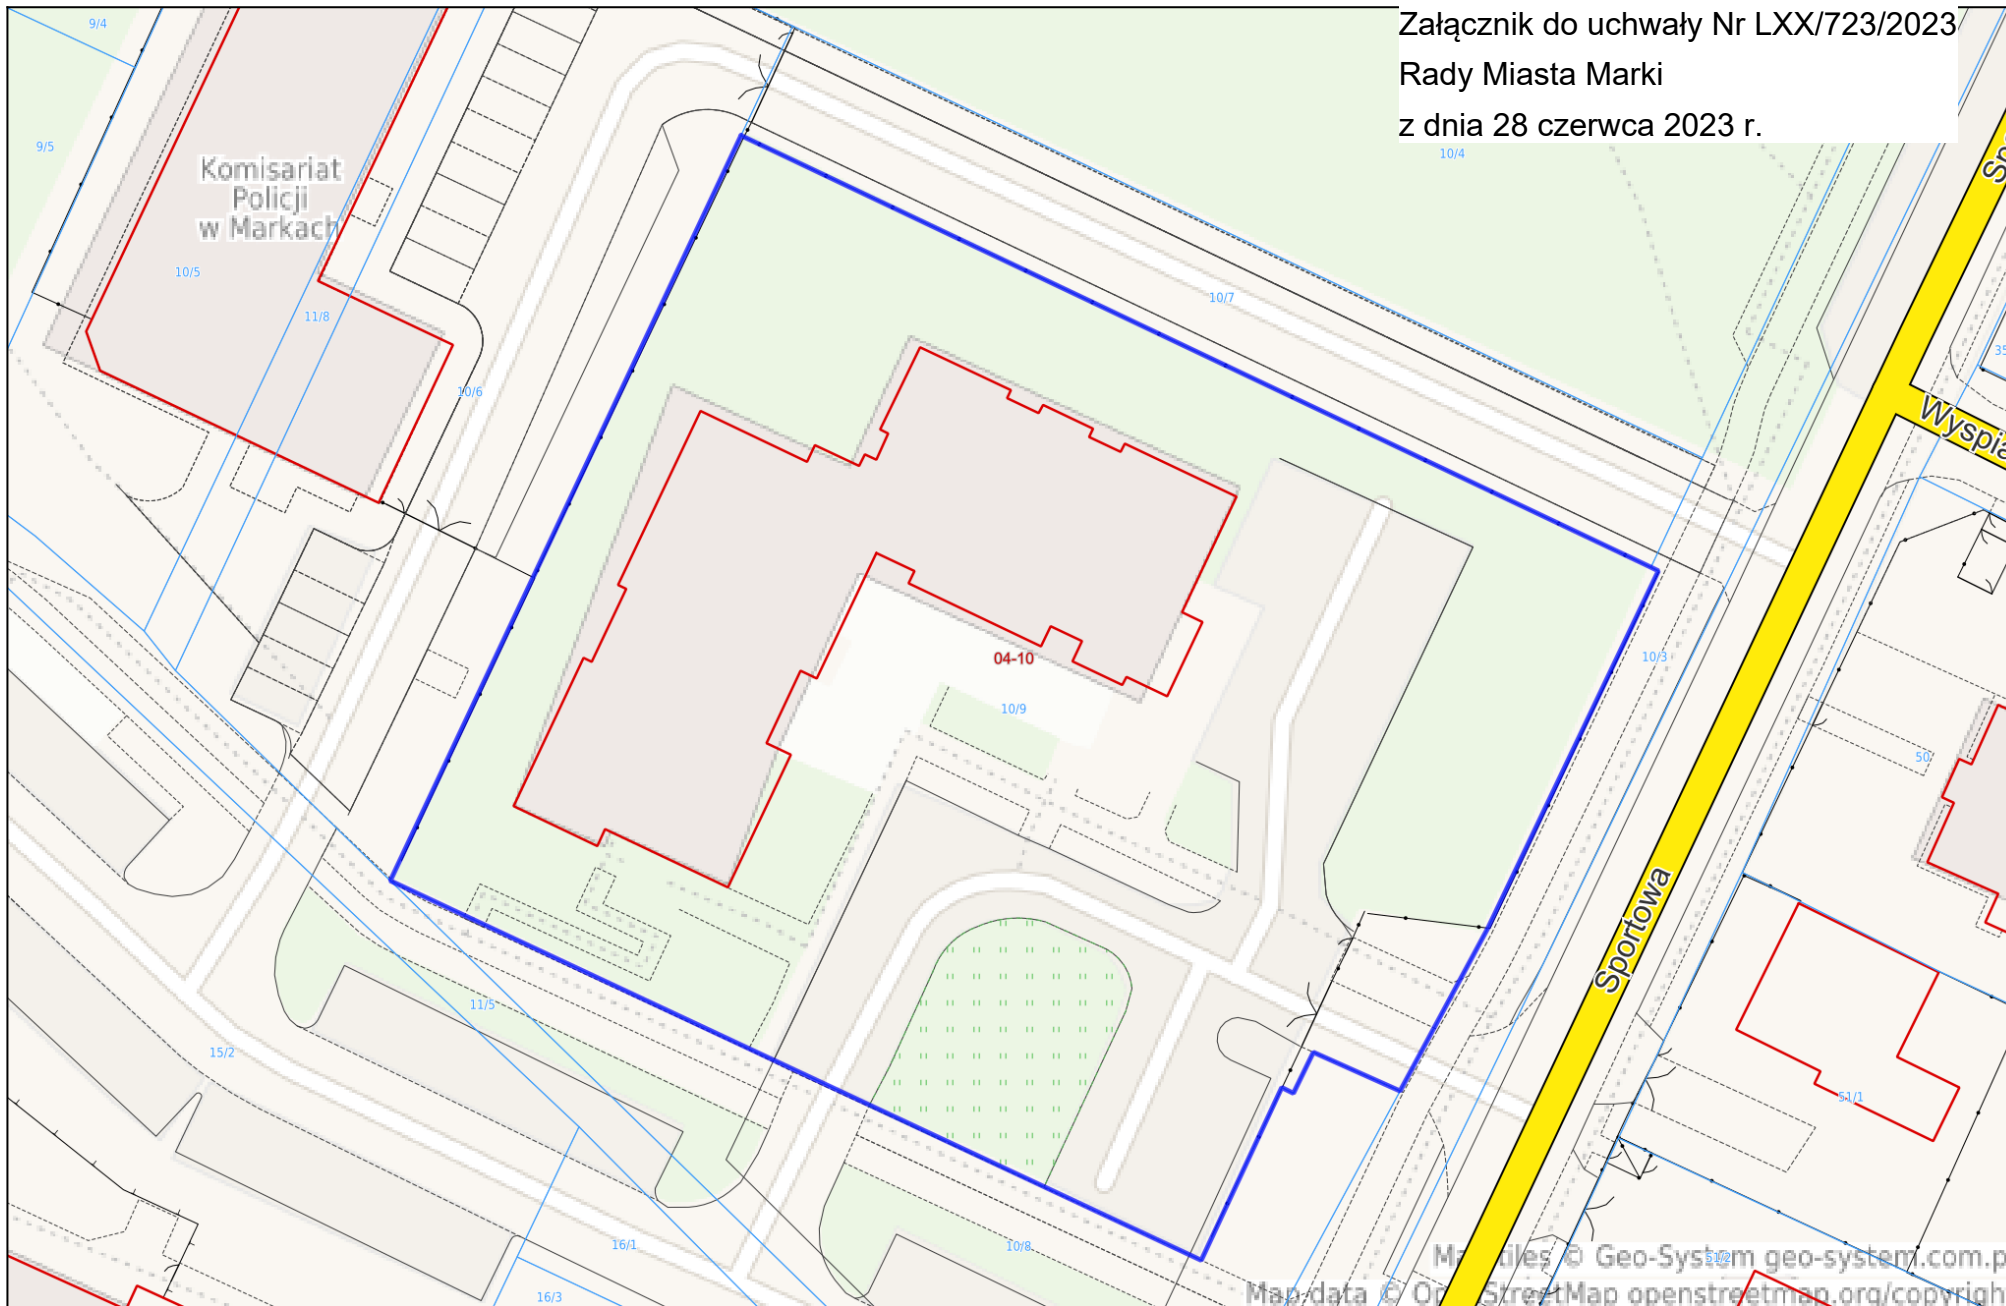 Załącznik do uchwały Nr LXX/723/2023
Rady Miasta Marki
z dnia 28 czerwca 2023 r.
9/4
9/5
10/4
Komisariat
Policji
w Markach
10/5
11/8
10/7
10/6
Wyspia
04-10
10/3
10/9
50
Sportowa
11/5
15/2
51/1
16/1
10/8
51/2
16/3
Map tiles © Geo-System geo-system.com.p
Map data © OpenStreetMap openstreetmap.org/copyrigh